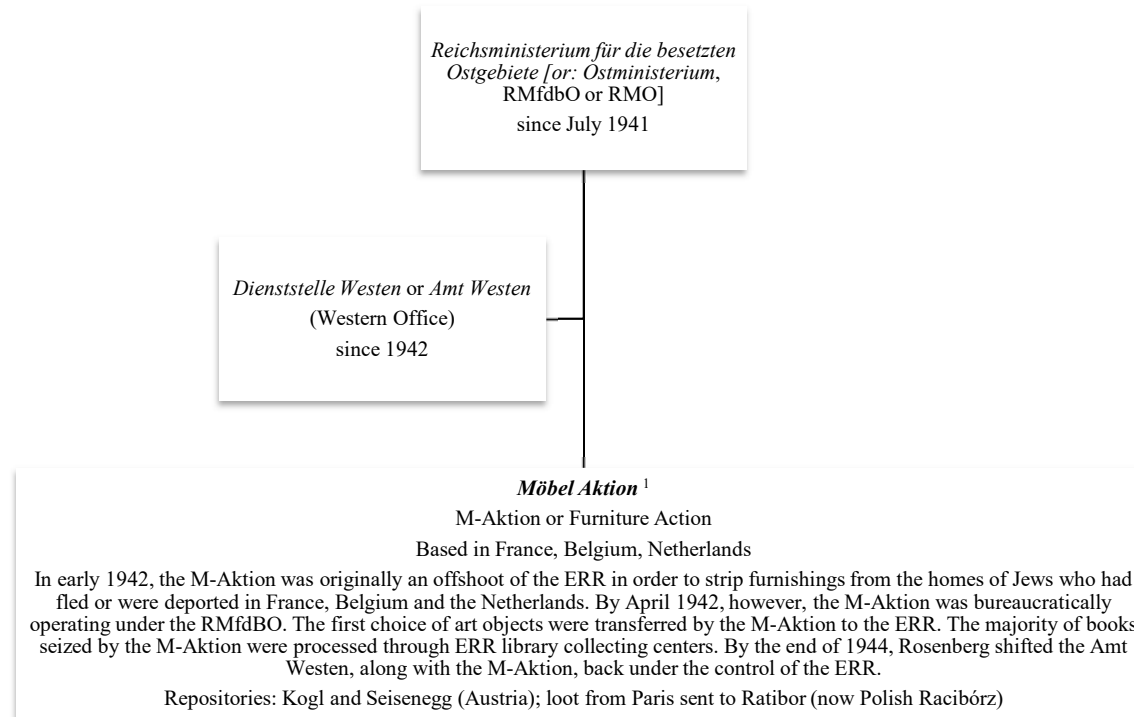 Reichsministerium für die besetzten
Ostgebiete [or: Ostministerium,
RMfdbO or RMO]
since July 1941
Dienststelle Westen or Amt Westen
(Western Office)
since 1942
Möbel Aktion 1
M-Aktion or Furniture Action
Based in France, Belgium, Netherlands
In early 1942, the M-Aktion was originally an offshoot of the ERR in order to strip furnishings from the homes of Jews who had
fled or were deported in France, Belgium and the Netherlands. By April 1942, however, the M-Aktion was bureaucratically
operating under the RMfdBO. The first choice of art objects were transferred by the M-Aktion to the ERR. The majority of books
seized by the M-Aktion were processed through ERR library collecting centers. By the end of 1944, Rosenberg shifted the Amt
Westen, along with the M-Aktion, back under the control of the ERR.
Repositories: Kogl and Seisenegg (Austria); loot from Paris sent to Ratibor (now Polish Racibórz)